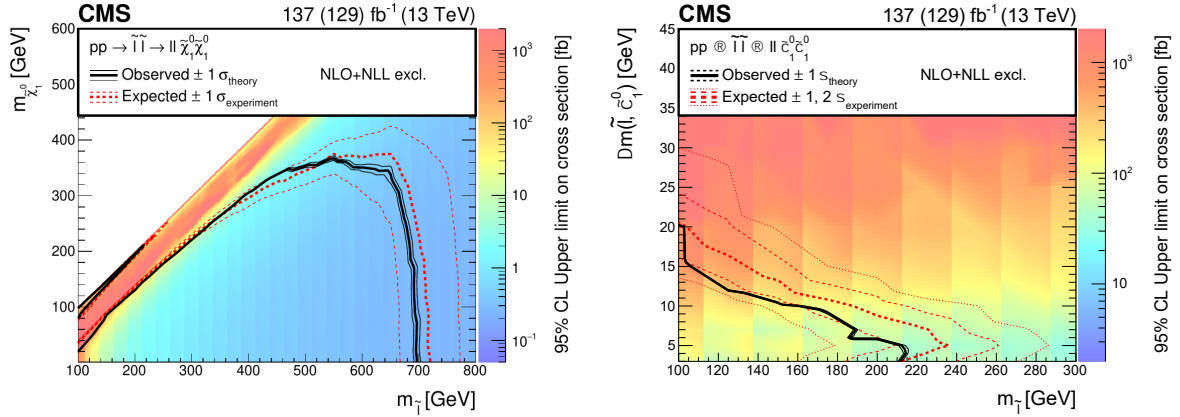 CMS 137 (129) fb⁻¹ (13 TeV)
pp → l̃ l̃ → ll χ̃₁⁰ χ̃₁⁰
Observed ± 1 σtheory NLO+NLL excl.
Expected ± 1 σexperiment
m χ̃₁⁰ [GeV]
600
500
400
300
200
100
0
100 200 300 400 500 600 700 800
m l̃ [GeV]
10³
10²
10
1
10⁻¹
95% CL Upper limit on cross section [fb]
CMS 137 (129) fb⁻¹ (13 TeV)
pp ® l̃ l̃ ® ll c̃₁⁰ c̃₁⁰
Observed ± 1 stheory NLO+NLL excl.
Expected ± 1, 2 sexperiment
Dm(l̃, c̃₁⁰) [GeV]
45
40
35
30
25
20
15
10
5
100 120 140 160 180 200 220 240 260 280 300
m l̃ [GeV]
10³
10²
10
95% CL Upper limit on cross section [fb]